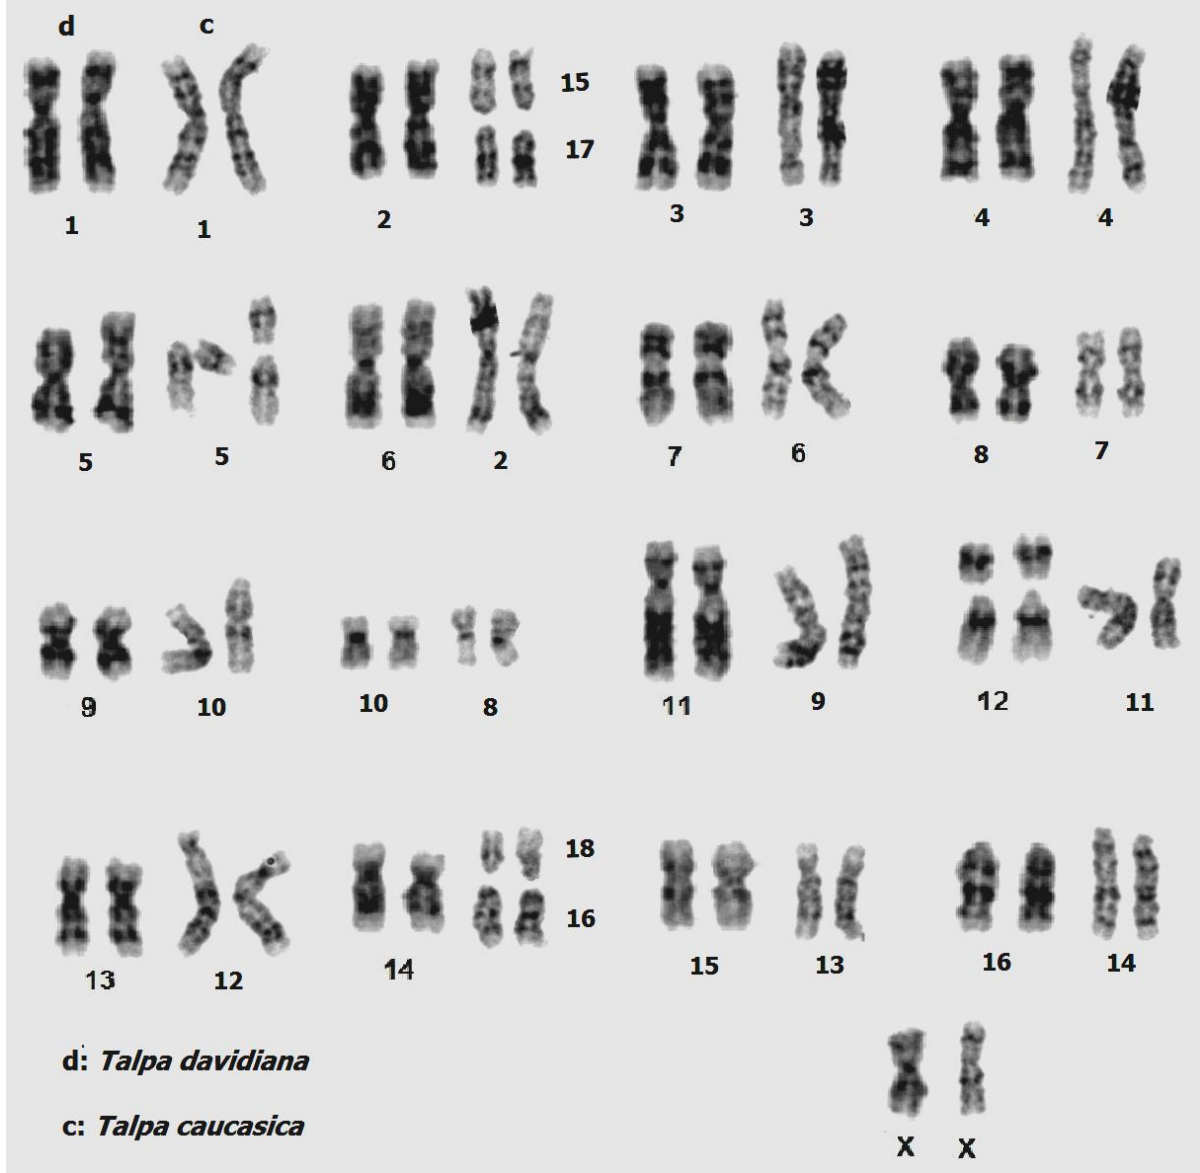 d c
15
17
1 1 2 3 3 4 4
5 5 6 2 7 6 8 7
9 10 10 8 11 9 12 11
18
16
13 12 14 15 13 16 14
d: Talpa davidiana
c: Talpa caucasica
X X